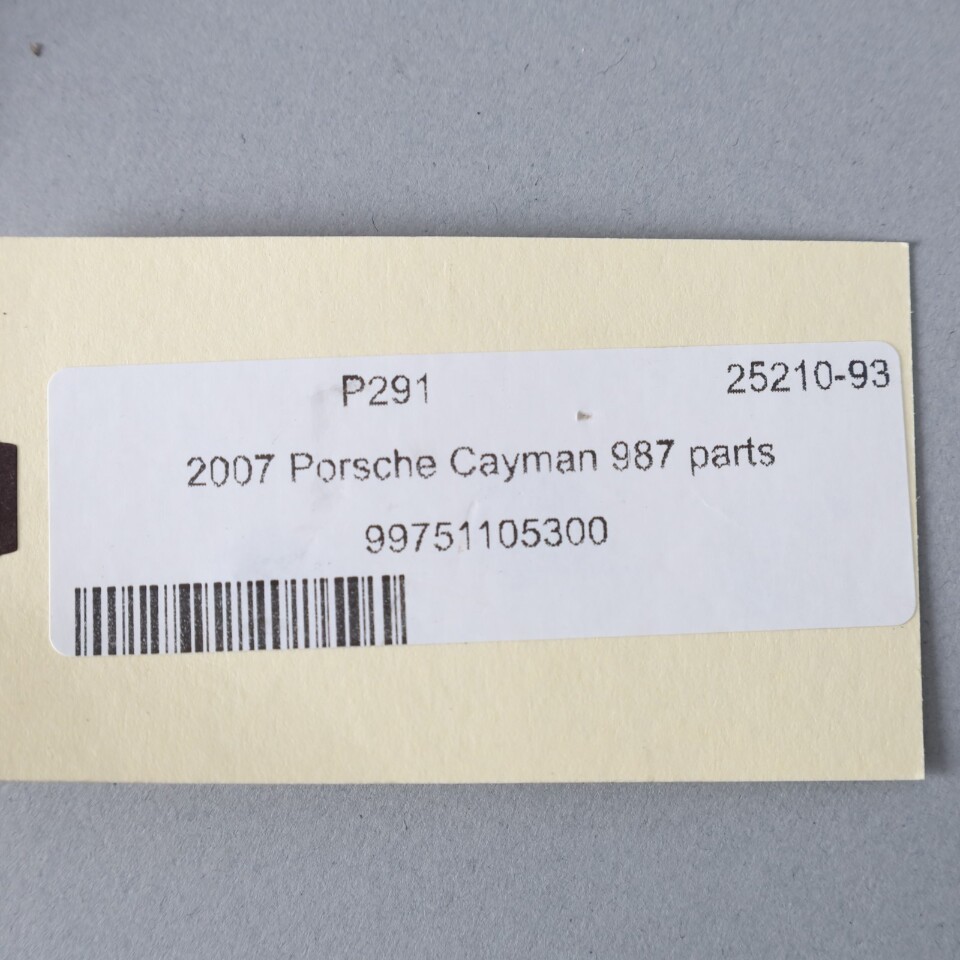 P291 25210-93
2007 Porsche Cayman 987 parts
99751105300